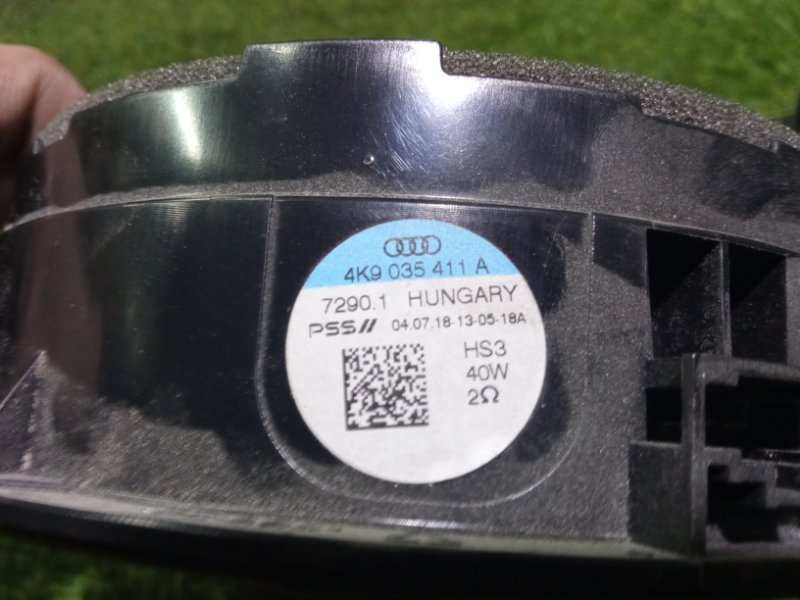 4K9 035 411 A
7290.1 HUNGARY
PSS// 04.07.18-13-05-18A
HS3
40W
2Ω